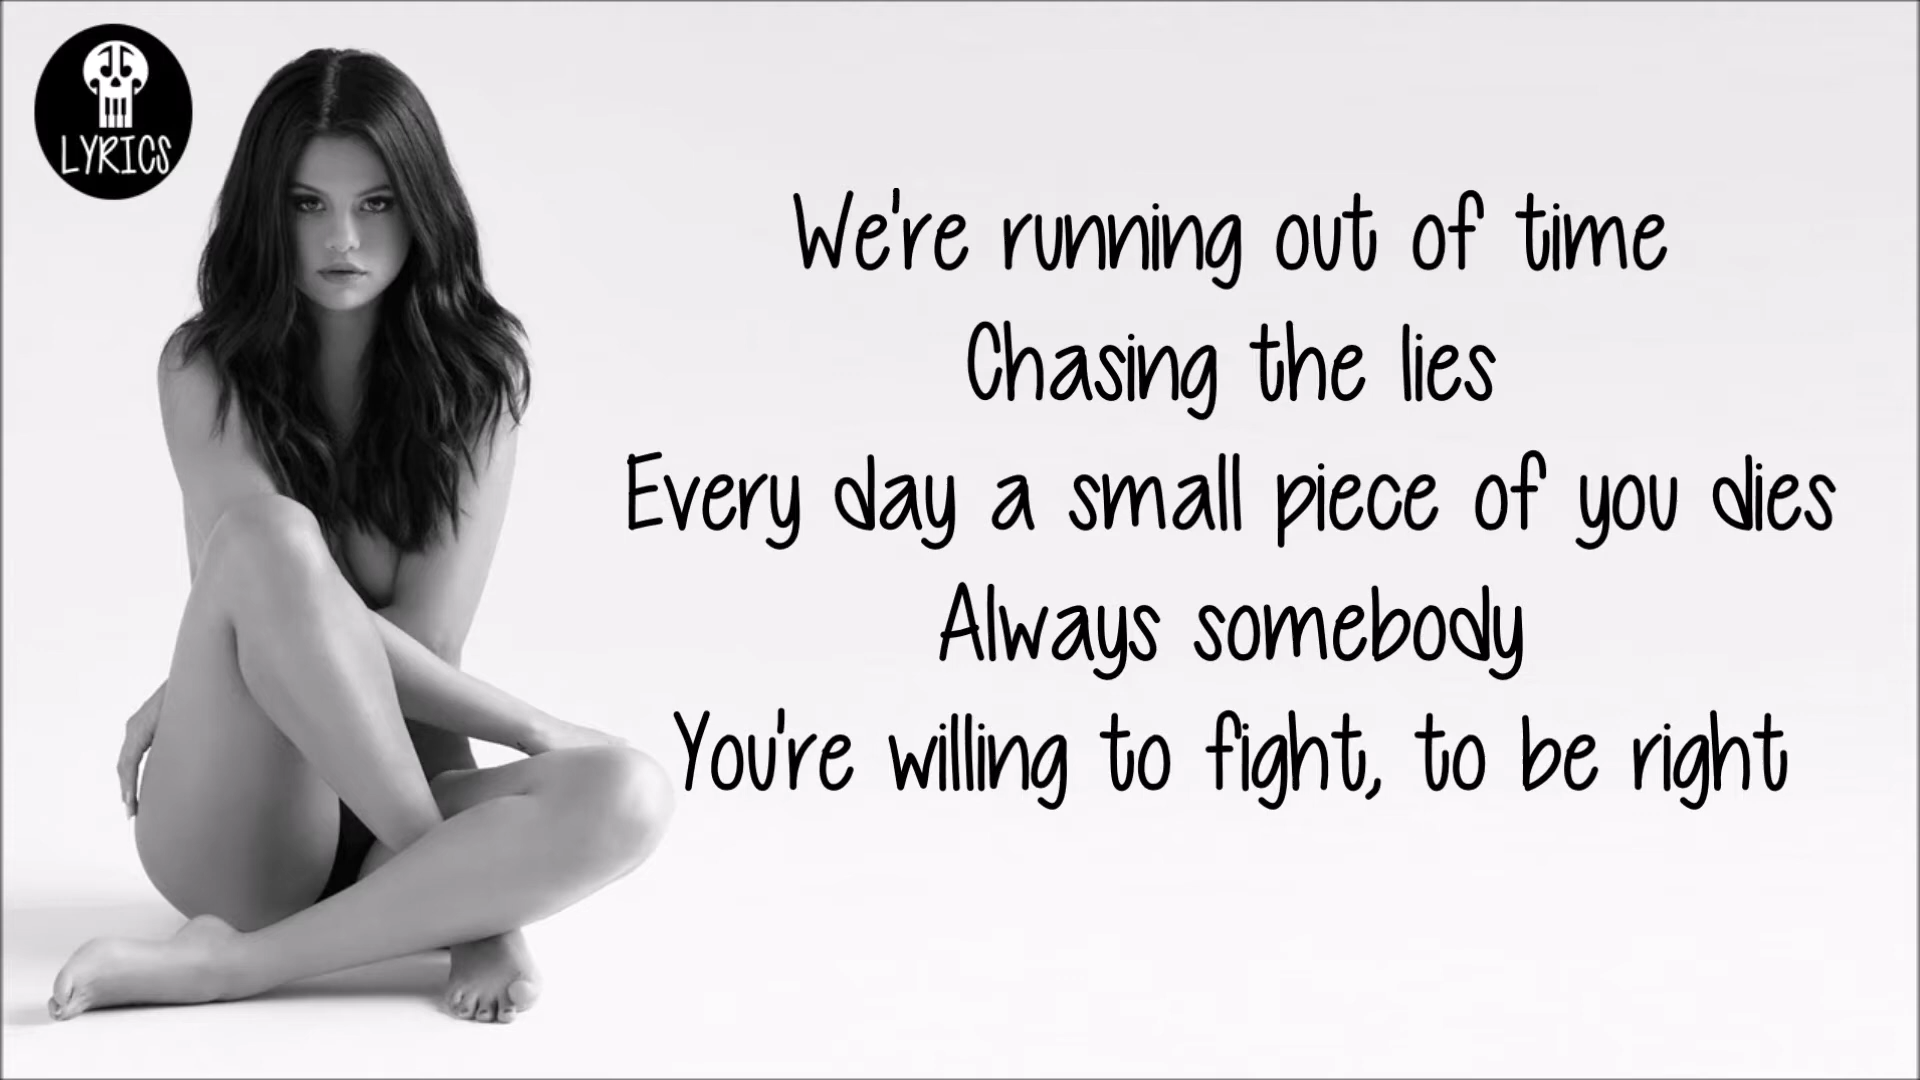 LYRICS
We're running out of time
Chasing the lies
Every day a small piece of you dies
Always somebody
You're willing to fight, to be right